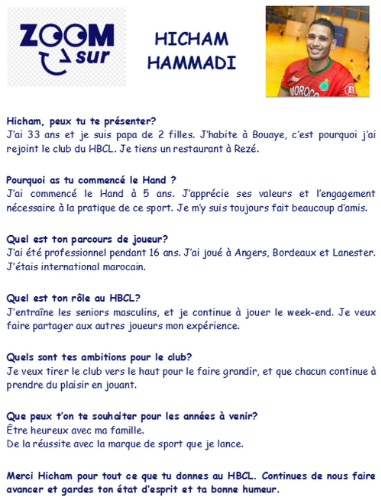 ZOOM
sur
HICHAM
HAMMADI
MOROCCO
Hicham, peux tu te présenter?
J'ai 33 ans et je suis papa de 2 filles. J'habite à Bouaye, c'est pourquoi j'ai
rejoint le club du HBCL. Je tiens un restaurant à Rezé.
Pourquoi as tu commencé le Hand ?
J'ai commencé le Hand à 5 ans. J'apprécie ses valeurs et l'engagement
nécessaire à la pratique de ce sport. Je m'y suis toujours fait beaucoup d'amis.
Quel est ton parcours de joueur?
J'ai été professionnel pendant 16 ans. J'ai joué à Angers, Bordeaux et Lanester.
J'étais international marocain.
Quel est ton rôle au HBCL?
J'entraîne les seniors masculins, et je continue à jouer le week-end. Je veux
faire partager aux autres joueurs mon expérience.
Quels sont tes ambitions pour le club?
Je veux tirer le club vers le haut pour le faire grandir, et que chacun continue à
prendre du plaisir en jouant.
Que peux t'on te souhaiter pour les années à venir?
Être heureux avec ma famille.
De la réussite avec la marque de sport que je lance.
Merci Hicham pour tout ce que tu donnes au HBCL. Continues de nous faire
avancer et gardes ton état d'esprit et ta bonne humeur.